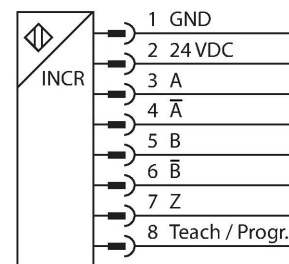 1 GND
2 24 VDC
INCR
3 A
4 A̅
5 B
6 B̅
7 Z
8 Teach / Progr.